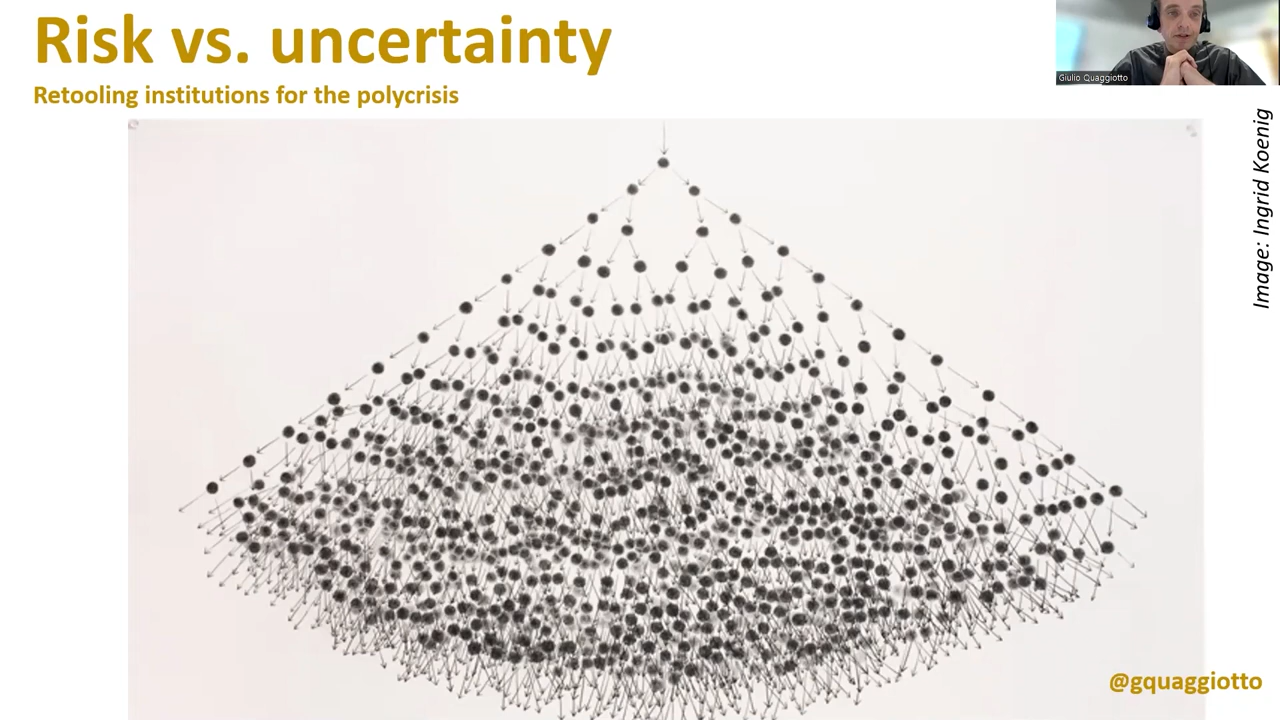 Risk vs. uncertainty
Retooling institutions for the polycrisis
Giulio Quaggiotto
Image: Ingrid Koenig
@gquaggiotto